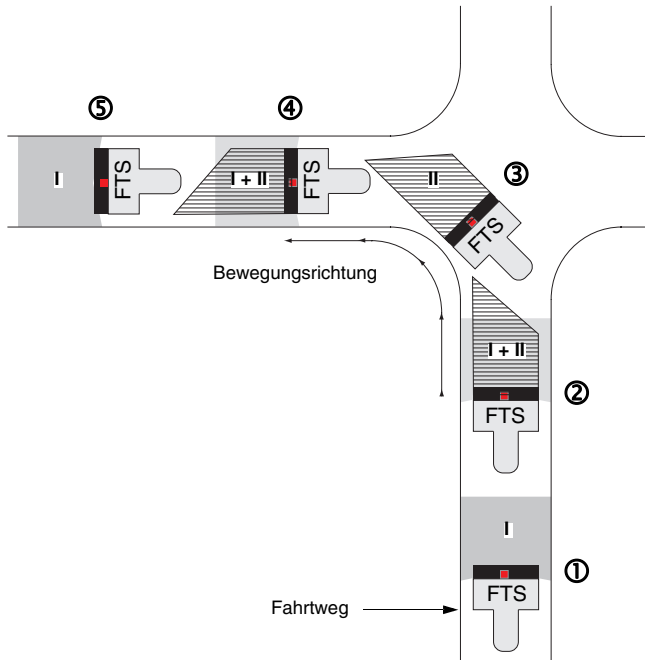 ⑤
④
③
I
FTS
I + II
FTS
II
FTS
Bewegungsrichtung
I + II
②
FTS
I
①
FTS
Fahrtweg